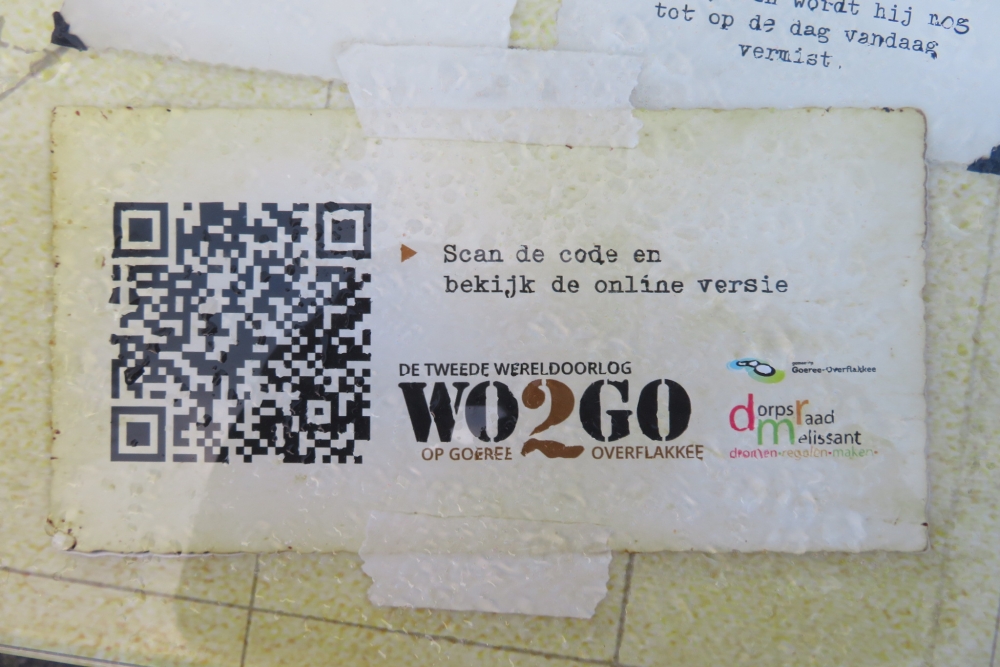 wordt hij nog
tot op de dag vandaag
vermist.
Scan de code en
bekijk de online versie
DE TWEEDE WERELDOORLOG
WO2GO
OP GOEREE OVERFLAKKEE
gemeente
Goeree-Overflakkee
dorpsraad
melissant
dromen•regelen•maken•